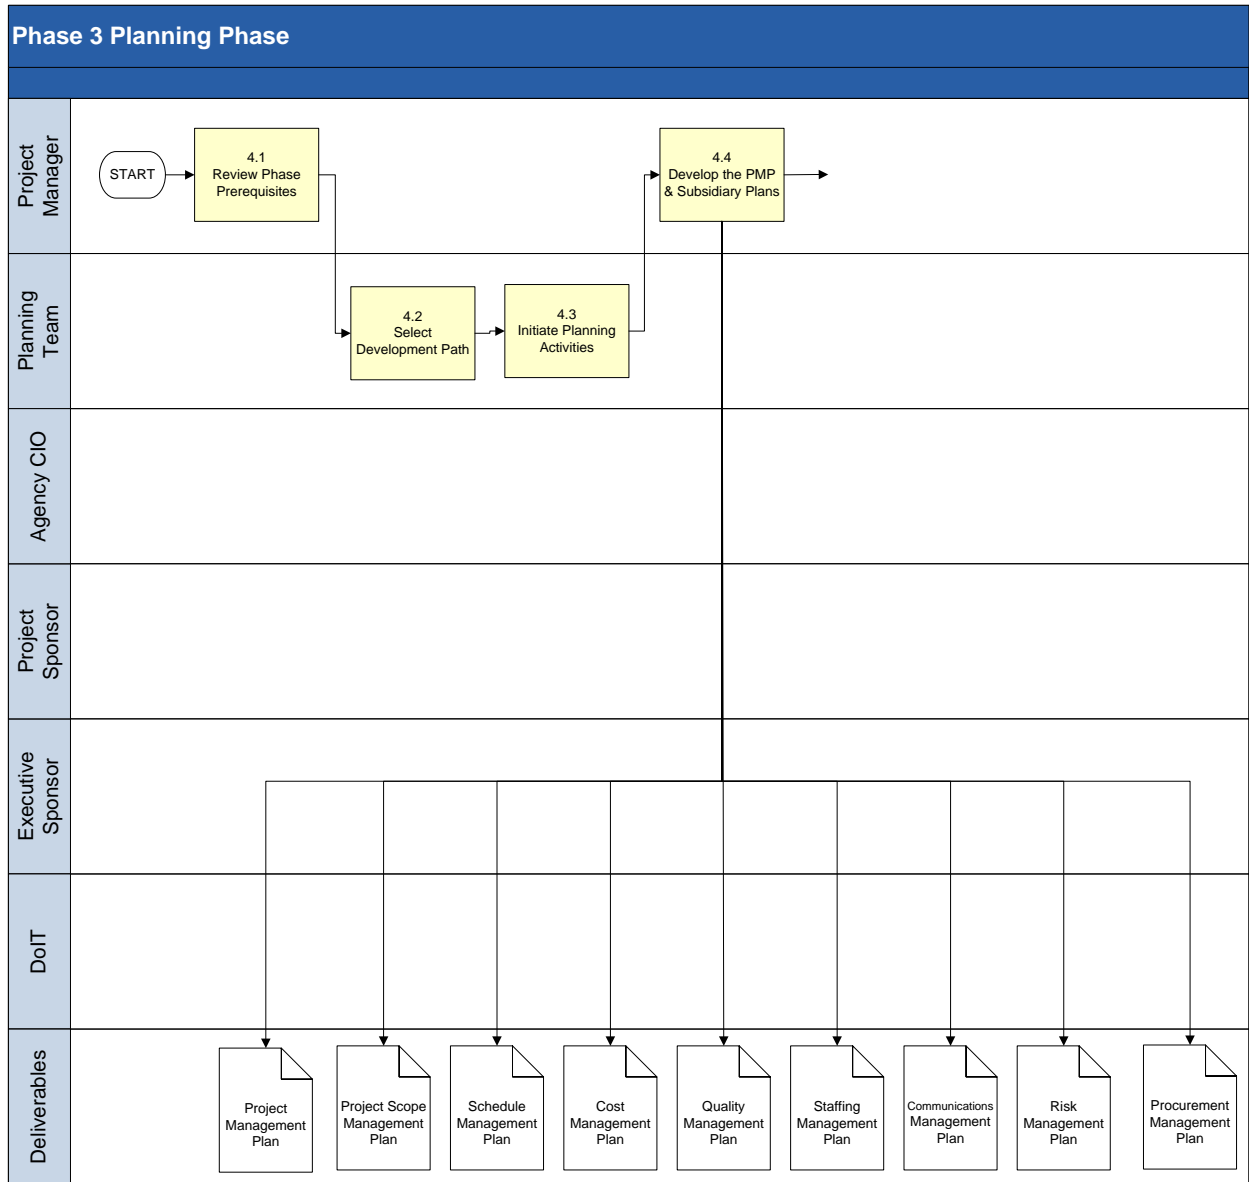 Phase 3 Planning Phase
Project
Manager
START
4.1
Review Phase
Prerequisites
4.4
Develop the PMP
& Subsidiary Plans
Planning
Team
4.2
Select
Development Path
4.3
Initiate Planning
Activities
Agency CIO
Project
Sponsor
Executive
Sponsor
DoIT
Deliverables
Project
Management
Plan
Project Scope
Management
Plan
Schedule
Management
Plan
Cost
Management
Plan
Quality
Management
Plan
Staffing
Management
Plan
Communications
Management
Plan
Risk
Management
Plan
Procurement
Management
Plan